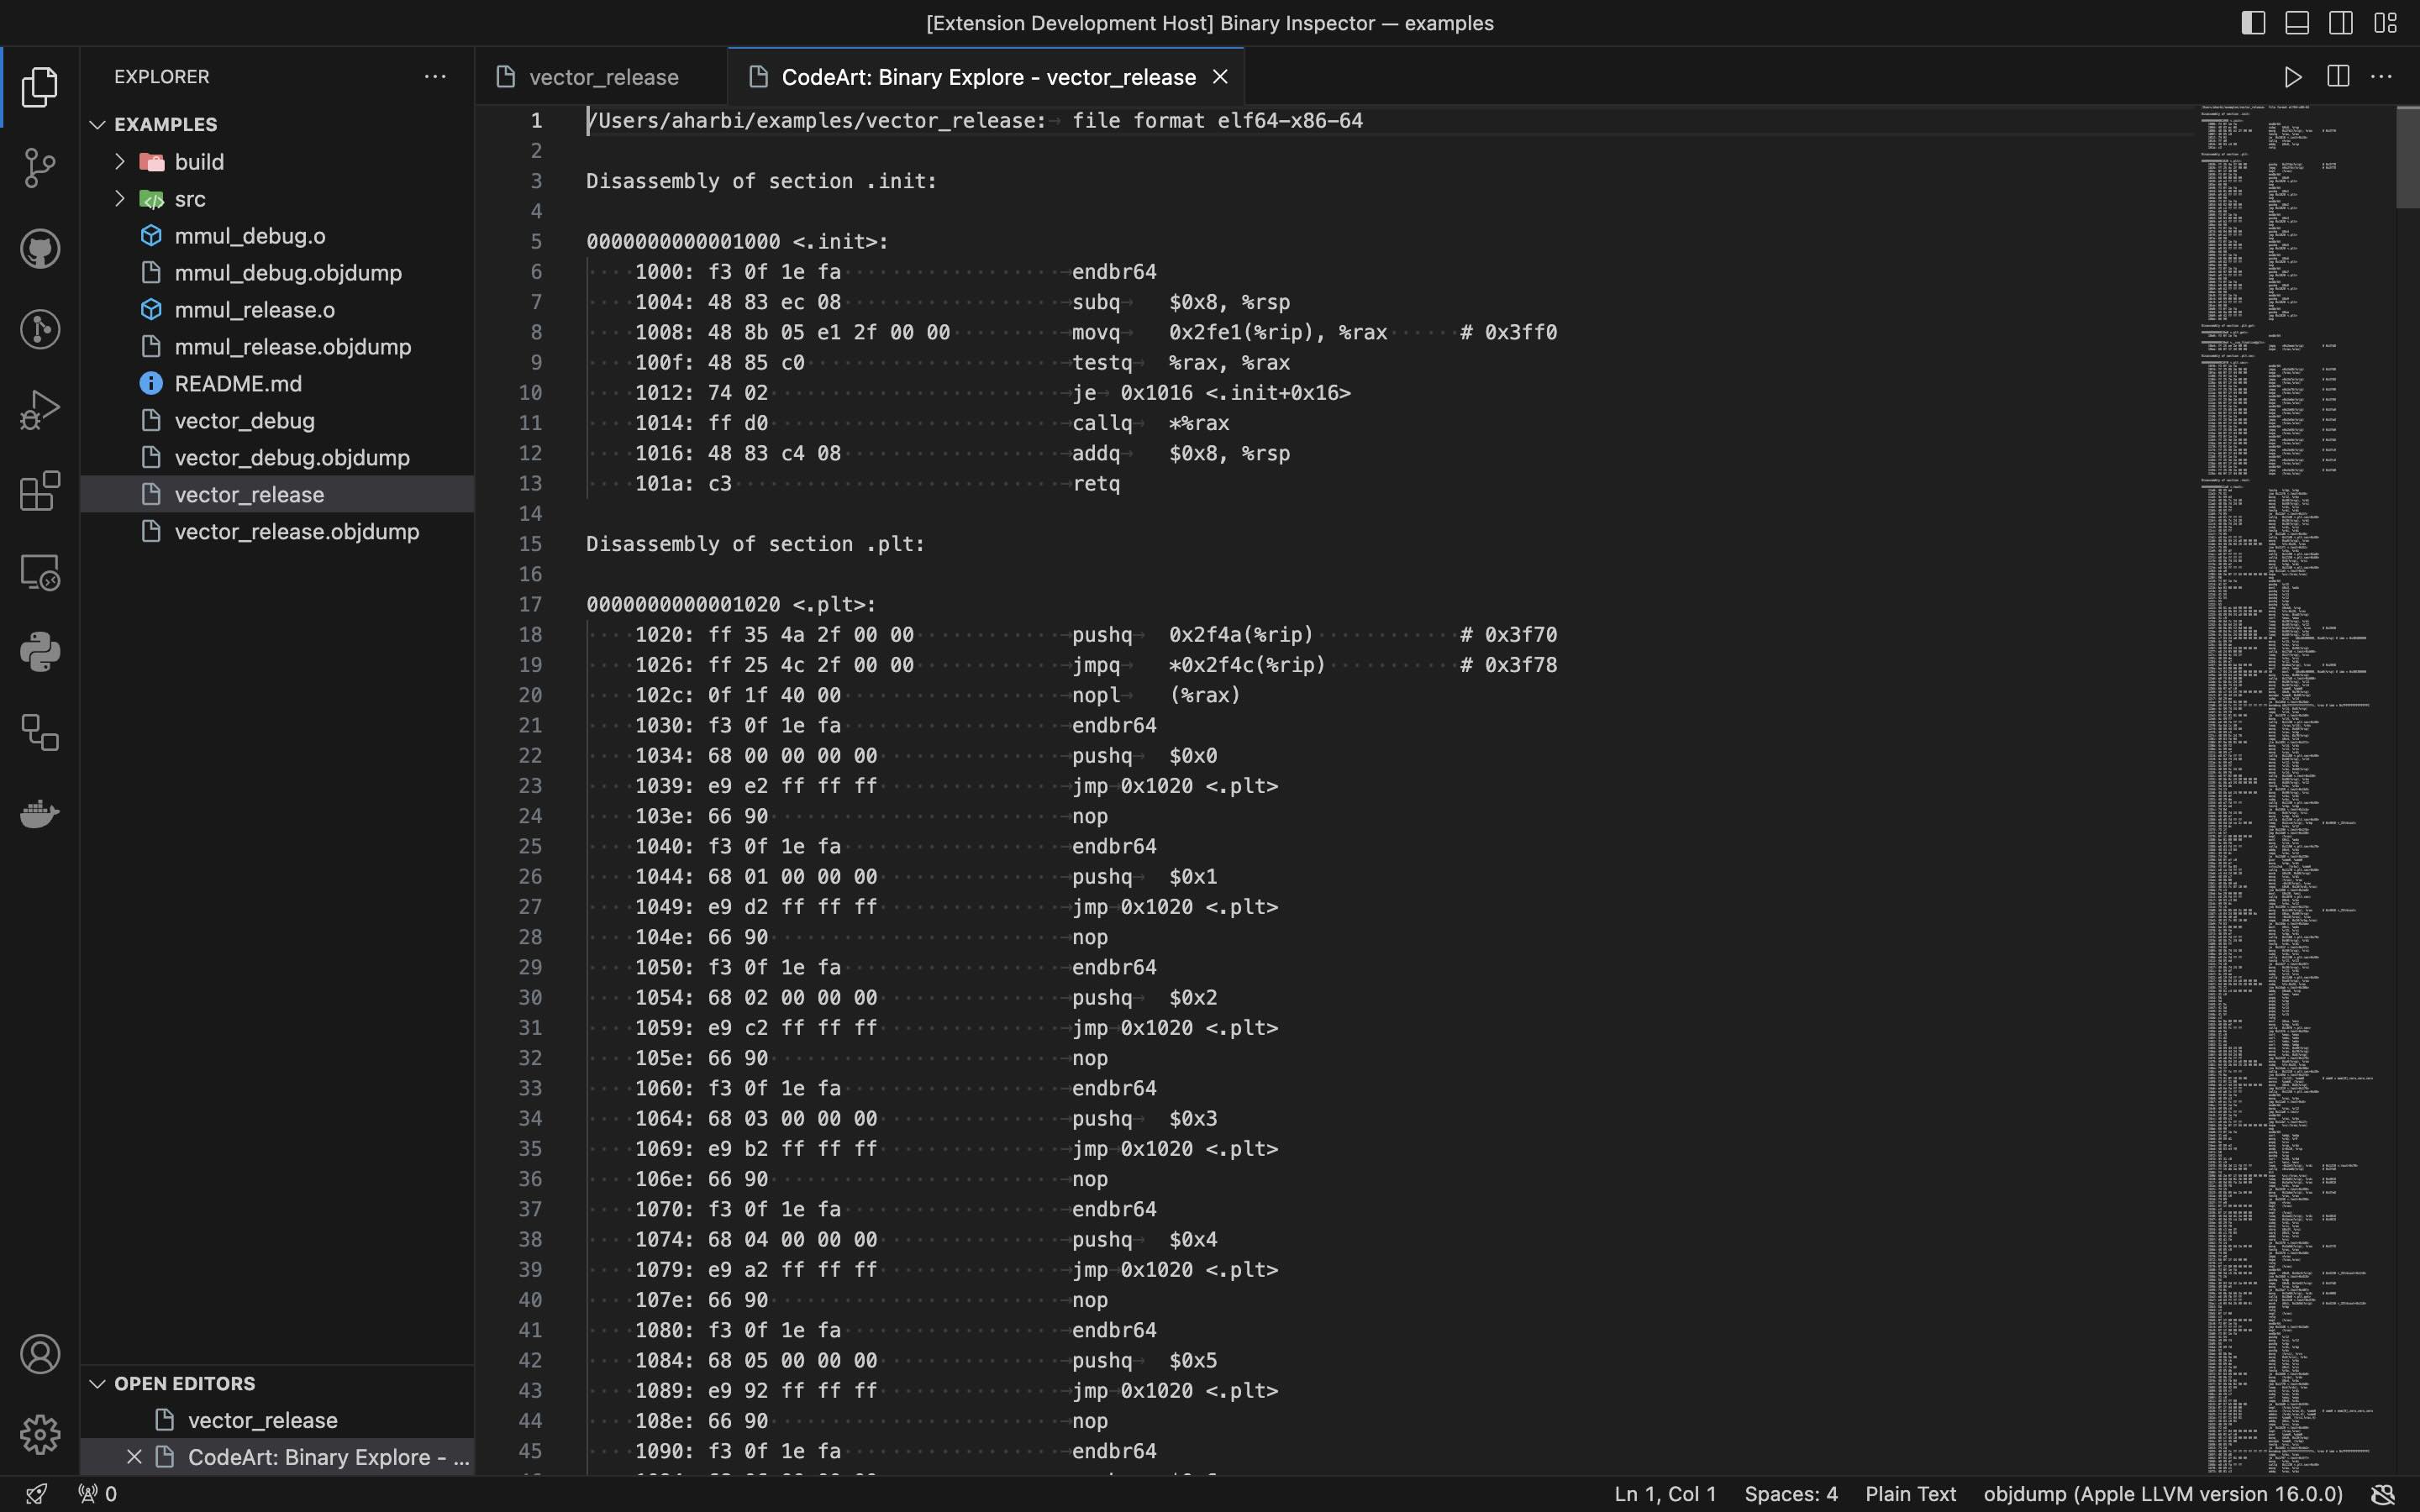 [Extension Development Host] Binary Inspector — examples
EXPLORER
EXAMPLES
build
src
mmul_debug.o
mmul_debug.objdump
mmul_release.o
mmul_release.objdump
README.md
vector_debug
vector_debug.objdump
vector_release
vector_release.objdump
OPEN EDITORS
vector_release
CodeArt: Binary Explore - ...
vector_release
CodeArt: Binary Explore - vector_release
1 /Users/aharbi/examples/vector_release: file format elf64-x86-64
2
3 Disassembly of section .init:
4
5 0000000000001000 <.init>:
6 1000: f3 0f 1e fa endbr64
7 1004: 48 83 ec 08 subq $0x8, %rsp
8 1008: 48 8b 05 e1 2f 00 00 movq 0x2fe1(%rip), %rax # 0x3ff0
9 100f: 48 85 c0 testq %rax, %rax
10 1012: 74 02 je 0x1016 <.init+0x16>
11 1014: ff d0 callq *%rax
12 1016: 48 83 c4 08 addq $0x8, %rsp
13 101a: c3 retq
14
15 Disassembly of section .plt:
16
17 0000000000001020 <.plt>:
18 1020: ff 35 4a 2f 00 00 pushq 0x2f4a(%rip) # 0x3f70
19 1026: ff 25 4c 2f 00 00 jmpq *0x2f4c(%rip) # 0x3f78
20 102c: 0f 1f 40 00 nopl (%rax)
21 1030: f3 0f 1e fa endbr64
22 1034: 68 00 00 00 00 pushq $0x0
23 1039: e9 e2 ff ff ff jmp 0x1020 <.plt>
24 103e: 66 90 nop
25 1040: f3 0f 1e fa endbr64
26 1044: 68 01 00 00 00 pushq $0x1
27 1049: e9 d2 ff ff ff jmp 0x1020 <.plt>
28 104e: 66 90 nop
29 1050: f3 0f 1e fa endbr64
30 1054: 68 02 00 00 00 pushq $0x2
31 1059: e9 c2 ff ff ff jmp 0x1020 <.plt>
32 105e: 66 90 nop
33 1060: f3 0f 1e fa endbr64
34 1064: 68 03 00 00 00 pushq $0x3
35 1069: e9 b2 ff ff ff jmp 0x1020 <.plt>
36 106e: 66 90 nop
37 1070: f3 0f 1e fa endbr64
38 1074: 68 04 00 00 00 pushq $0x4
39 1079: e9 a2 ff ff ff jmp 0x1020 <.plt>
40 107e: 66 90 nop
41 1080: f3 0f 1e fa endbr64
42 1084: 68 05 00 00 00 pushq $0x5
43 1089: e9 92 ff ff ff jmp 0x1020 <.plt>
44 108e: 66 90 nop
45 1090: f3 0f 1e fa endbr64
0
Ln 1, Col 1 Spaces: 4 Plain Text objdump (Apple LLVM version 16.0.0)